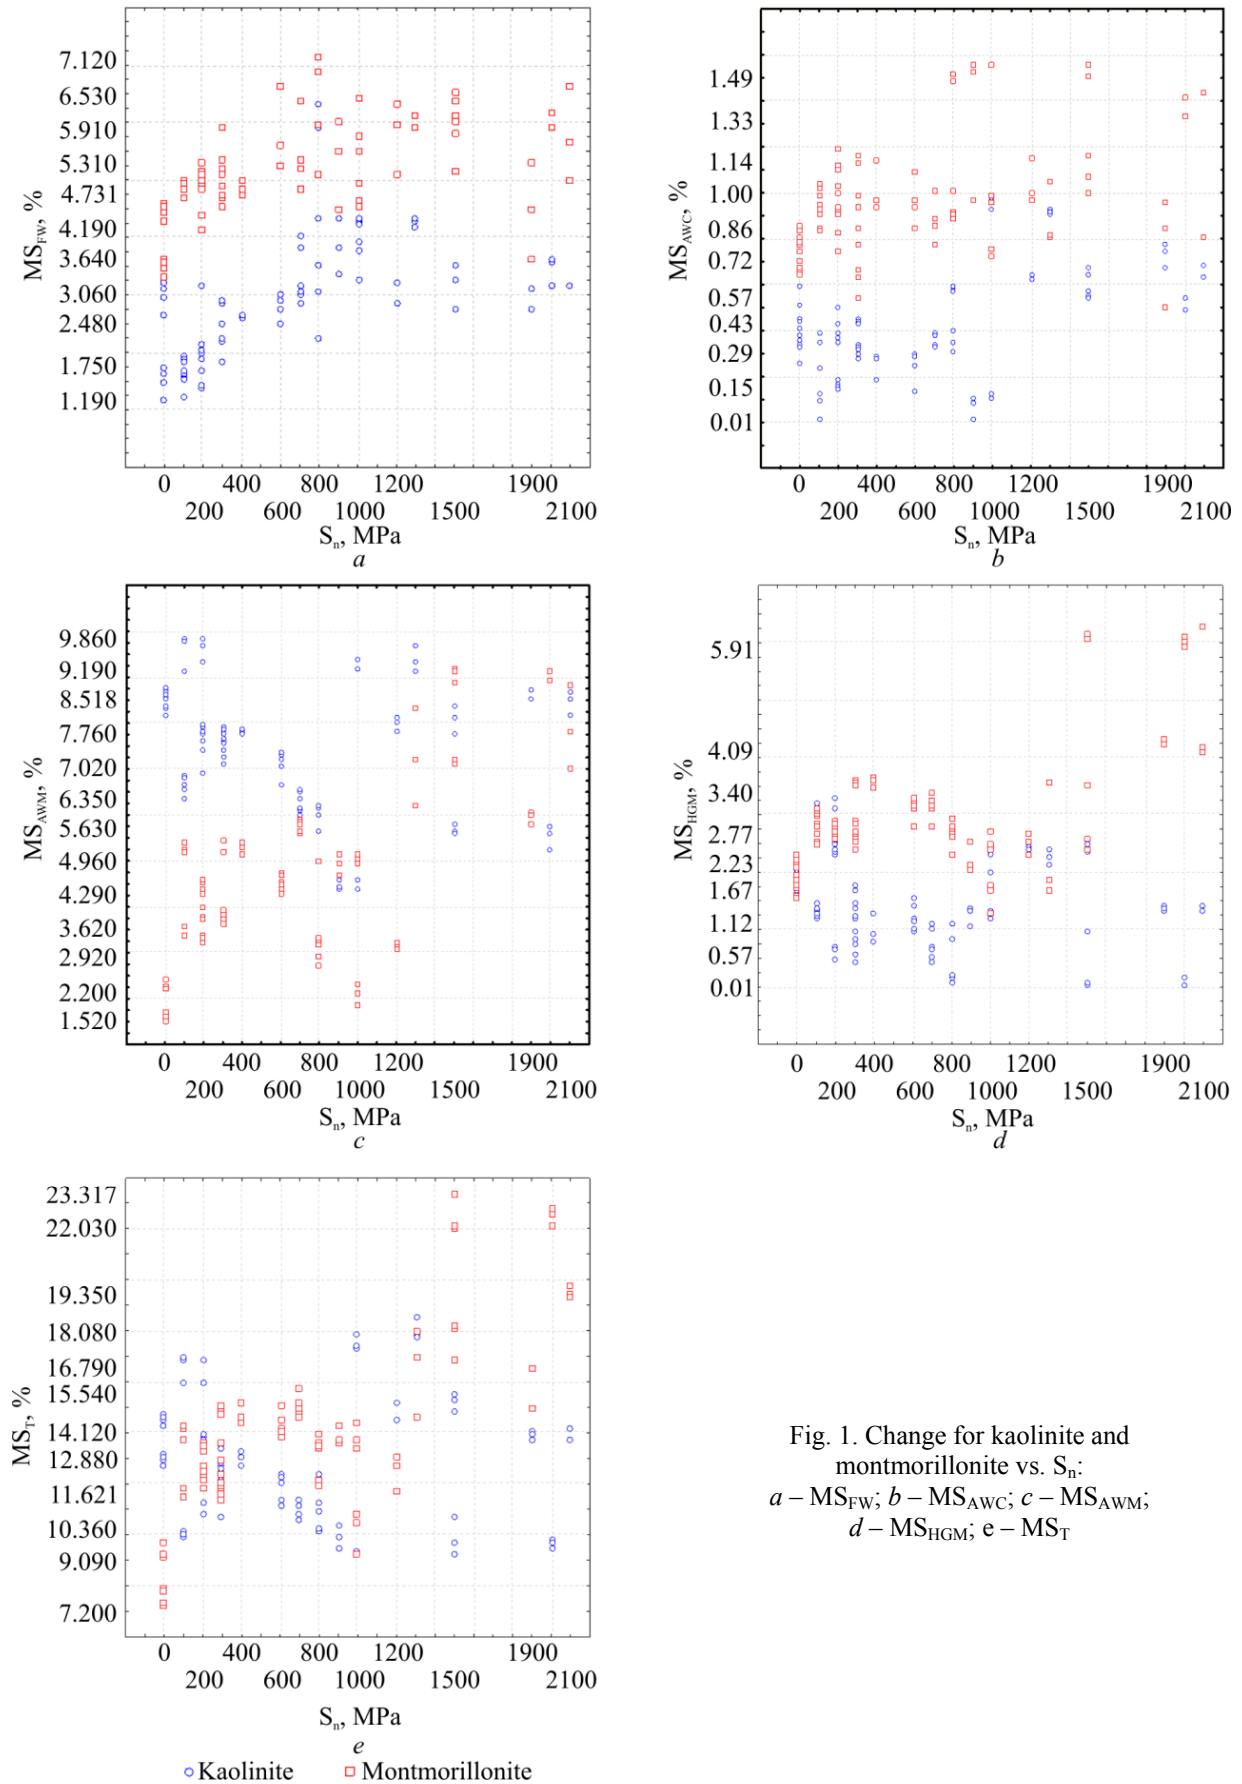 7.120
6.530
5.910
5.310
4.731
4.190
3.640
3.060
2.480
1.750
1.190
MS_FW, %
0 400 800 1200 1900
200 600 1000 1500 2100
S_n, MPa
a
1.49
1.33
1.14
1.00
0.86
0.72
0.57
0.43
0.29
0.15
0.01
MS_AWC, %
0 400 800 1200 1900
200 600 1000 1500 2100
S_n, MPa
b
9.860
9.190
8.518
7.760
7.020
6.350
5.630
4.960
4.290
3.620
2.920
2.200
1.520
MS_AWM, %
0 400 800 1200 1900
200 600 1000 1500 2100
S_n, MPa
c
5.91
4.09
3.40
2.77
2.23
1.67
1.12
0.57
0.01
MS_HGM, %
0 400 800 1200 1900
200 600 1000 1500 2100
S_n, MPa
d
23.317
22.030
19.350
18.080
16.790
15.540
14.120
12.880
11.621
10.360
9.090
7.200
MS_T, %
0 400 800 1200 1900
200 600 1000 1500 2100
S_n, MPa
e
Kaolinite Montmorillonite
Fig. 1. Change for kaolinite and
montmorillonite vs. S_n:
a – MS_FW; b – MS_AWC; c – MS_AWM;
d – MS_HGM; e – MS_T